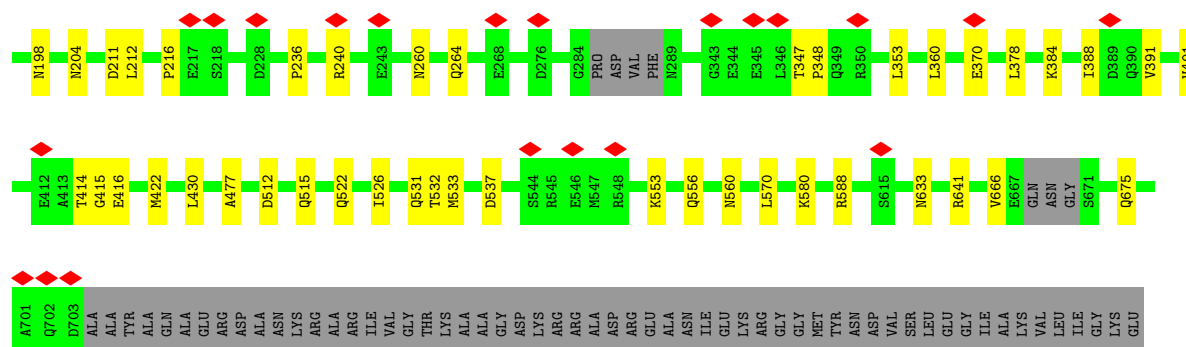 N198 N204 D211 L212 P216 E217 S218 D228 P236 R240 E243 N260 Q264 E268 D276 G284 PRO ASP VAL PHE N289 G343 E344 E345 L346 T347 P348 Q349 R350 L353 L360 E370 L378 K384 I388 D389 Q390 V391
E412 A413 T414 G415 E416 M422 L430 A477 D512 Q515 Q522 I526 Q531 T532 M533 D537 S544 R545 E546 M547 R548 K553 Q556 N560 L570 K580 R588 S615 N633 R641 V666 E667 GLN ASN GLY S671 Q675
A701 Q702 D703 ALA ALA TYR ALA GLN ALA GLU ARG ASP ALA ASN LYS ARG ALA ARG ILE VAL GLY THR LYS ALA ALA GLY ASP LYS ARG ARG ALA ASP ARG GLU ALA ASN ILE GLU LYS ARG GLY GLY MET TYR ASN ASP VAL SER LEU GLU GLY ILE ALA LYS VAL LEU ILE GLY LYS GLU